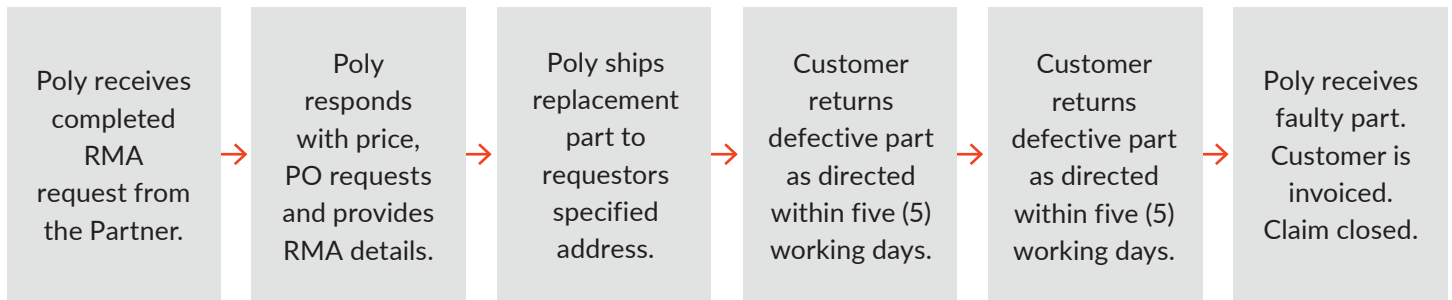 Poly receives
completed
RMA
request from
the Partner.
Poly
responds
with price,
PO requests
and provides
RMA details.
Poly ships
replacement
part to
requestors
specified
address.
Customer
returns
defective part
as directed
within five (5)
working days.
Customer
returns
defective part
as directed
within five (5)
working days.
Poly receives
faulty part.
Customer is
invoiced.
Claim closed.